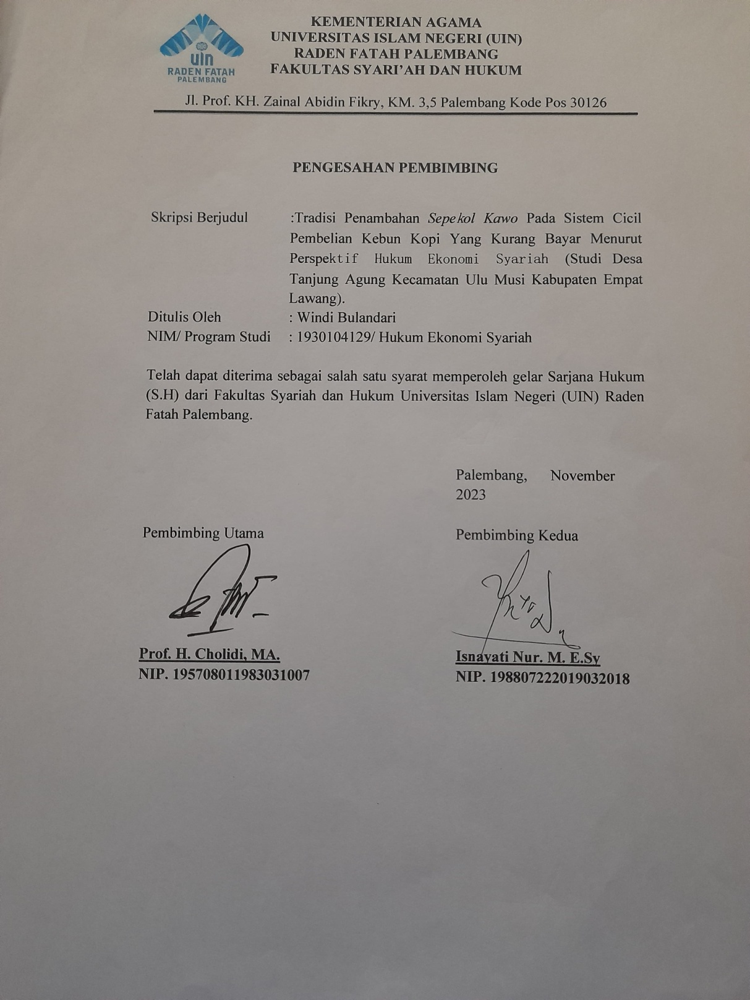 KEMENTERIAN AGAMA
UNIVERSITAS ISLAM NEGERI (UIN)
RADEN FATAH PALEMBANG
FAKULTAS SYARI'AH DAN HUKUM
uin
RADEN FATAH
PALEMBANG
Jl. Prof. KH. Zainal Abidin Fikry, KM. 3,5 Palembang Kode Pos 30126
PENGESAHAN PEMBIMBING
Skripsi Berjudul :Tradisi Penambahan Sepekol Kawo Pada Sistem Cicil
Pembelian Kebun Kopi Yang Kurang Bayar Menurut
Perspektif Hukum Ekonomi Syariah (Studi Desa
Tanjung Agung Kecamatan Ulu Musi Kabupaten Empat
Lawang).
Ditulis Oleh : Windi Bulandari
NIM/ Program Studi : 1930104129/ Hukum Ekonomi Syariah
Telah dapat diterima sebagai salah satu syarat memperoleh gelar Sarjana Hukum
(S.H) dari Fakultas Syariah dan Hukum Universitas Islam Negeri (UIN) Raden
Fatah Palembang.
Palembang, November
2023
Pembimbing Utama
Prof. H. Cholidi, MA.
NIP. 195708011983031007
Pembimbing Kedua
Isnayati Nur. M. E.Sy
NIP. 198807222019032018